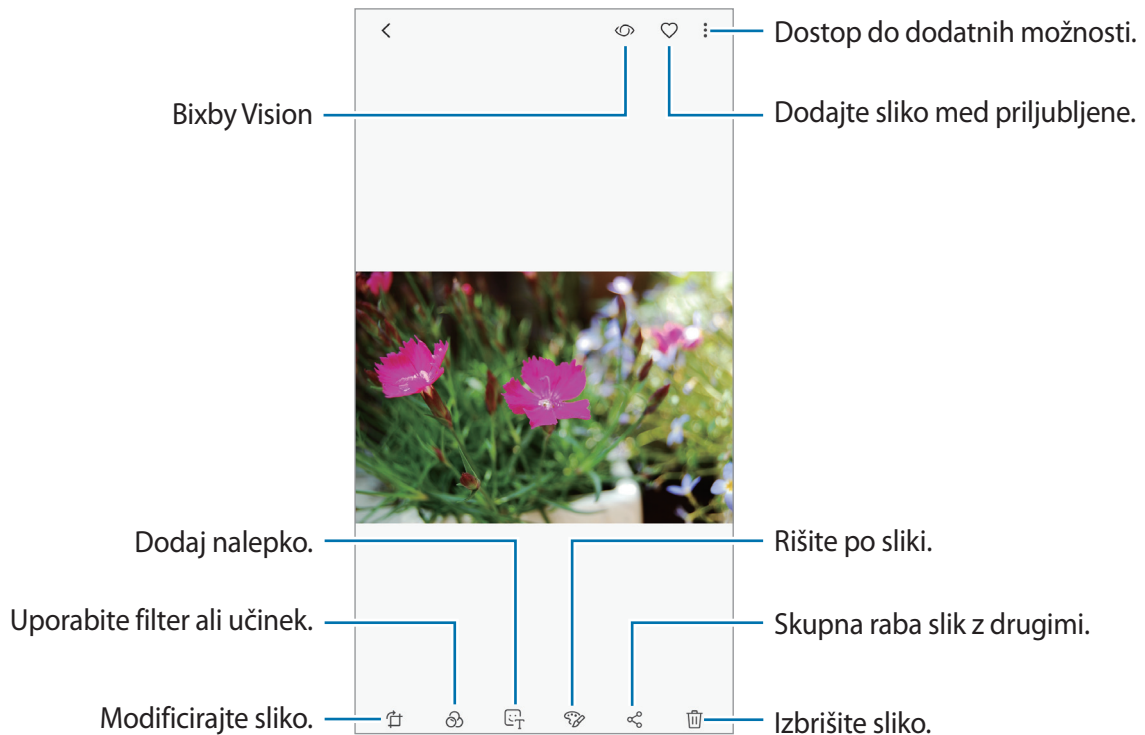 Dostop do dodatnih možnosti.
Bixby Vision
Dodajte sliko med priljubljene.
Dodaj nalepko.
Rišite po sliki.
Uporabite filter ali učinek.
Skupna raba slik z drugimi.
Modificirajte sliko.
Izbrišite sliko.